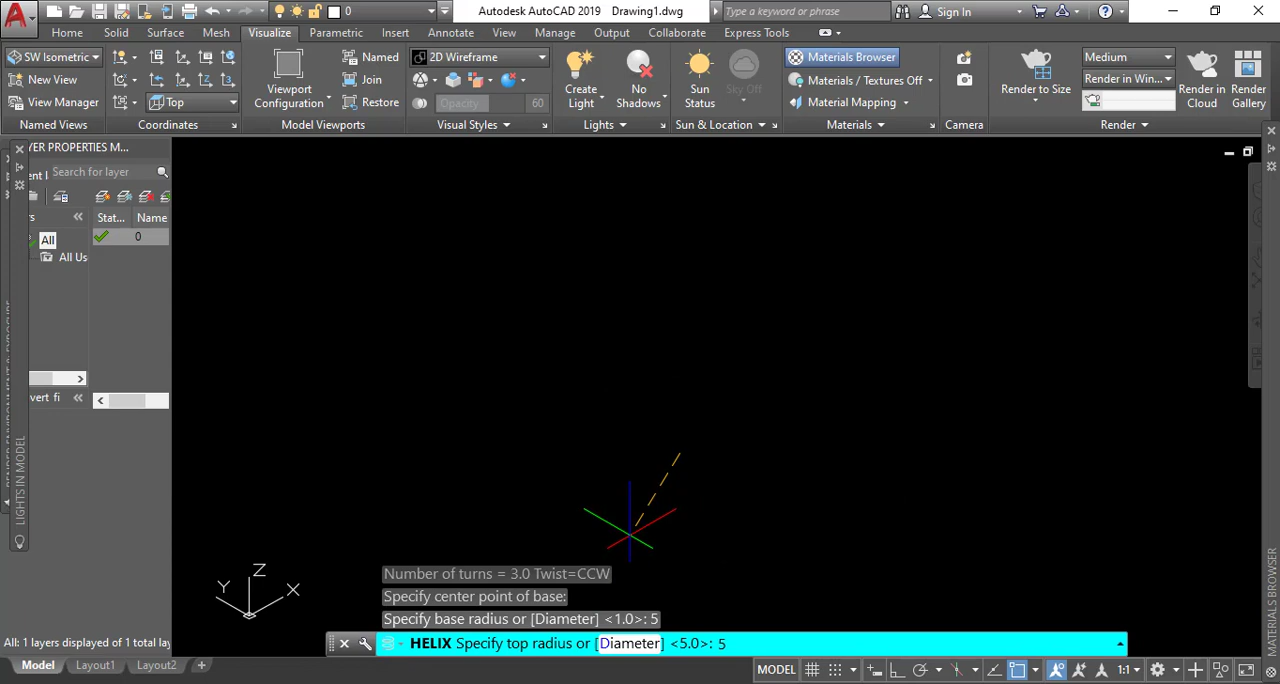 0
Autodesk AutoCAD 2019 Drawing1.dwg
Type a keyword or phrase
Sign In
Home
Solid
Surface
Mesh
Visualize
Parametric
Insert
Annotate
View
Manage
Output
Collaborate
Express Tools
SW Isometric
New View
View Manager
Named Views
Top
Coordinates
Viewport
Configuration
Named
Join
Restore
Model Viewports
2D Wireframe
Opacity 60
Visual Styles
Create
Light
No
Shadows
Lights
Sun
Status
Sky Off
Sun & Location
Materials Browser
Materials / Textures Off
Material Mapping
Materials
Camera
Render to Size
Medium
Render in Win...
Render in
Cloud
Render
Gallery
Render
AYER PROPERTIES M...
ent l
Search for layer
rs
Stat... Name
All
0
All Us
vert fi
LIGHTS IN MODEL
All: 1 layers displayed of 1 total lay
Z
Y
X
Number of turns = 3.0 Twist=CCW
Specify center point of base:
Specify base radius or [Diameter] <1.0>: 5
HELIX Specify top radius or [Diameter] <5.0>: 5
Model
Layout1
Layout2
MODEL
1:1